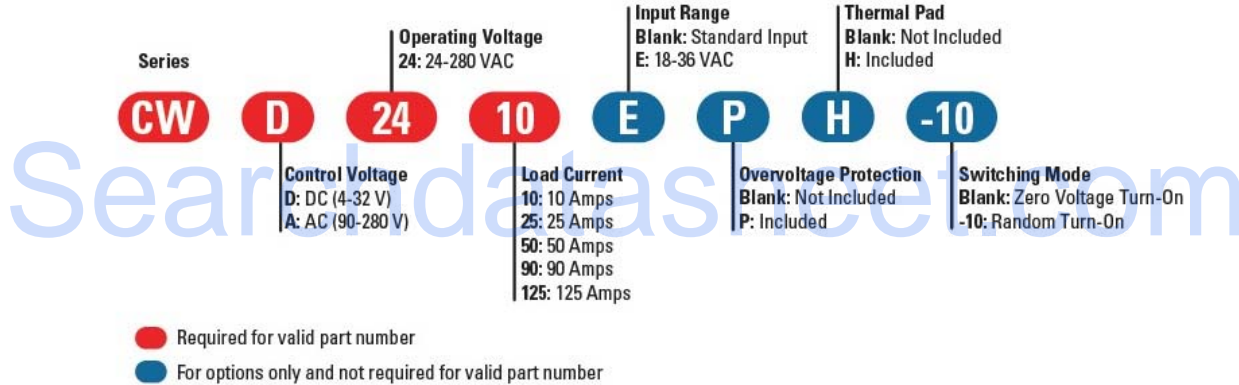 Input Range
Blank: Standard Input
E: 18-36 VAC
Thermal Pad
Blank: Not Included
H: Included
Operating Voltage
24: 24-280 VAC
Series
CW D 24 10 E P H -10
Control Voltage
D: DC (4-32 V)
A: AC (90-280 V)
Load Current
10: 10 Amps
25: 25 Amps
50: 50 Amps
90: 90 Amps
125: 125 Amps
Overvoltage Protection
Blank: Not Included
P: Included
Switching Mode
Blank: Zero Voltage Turn-On
-10: Random Turn-On
Searchdatasheet.com
Required for valid part number
For options only and not required for valid part number